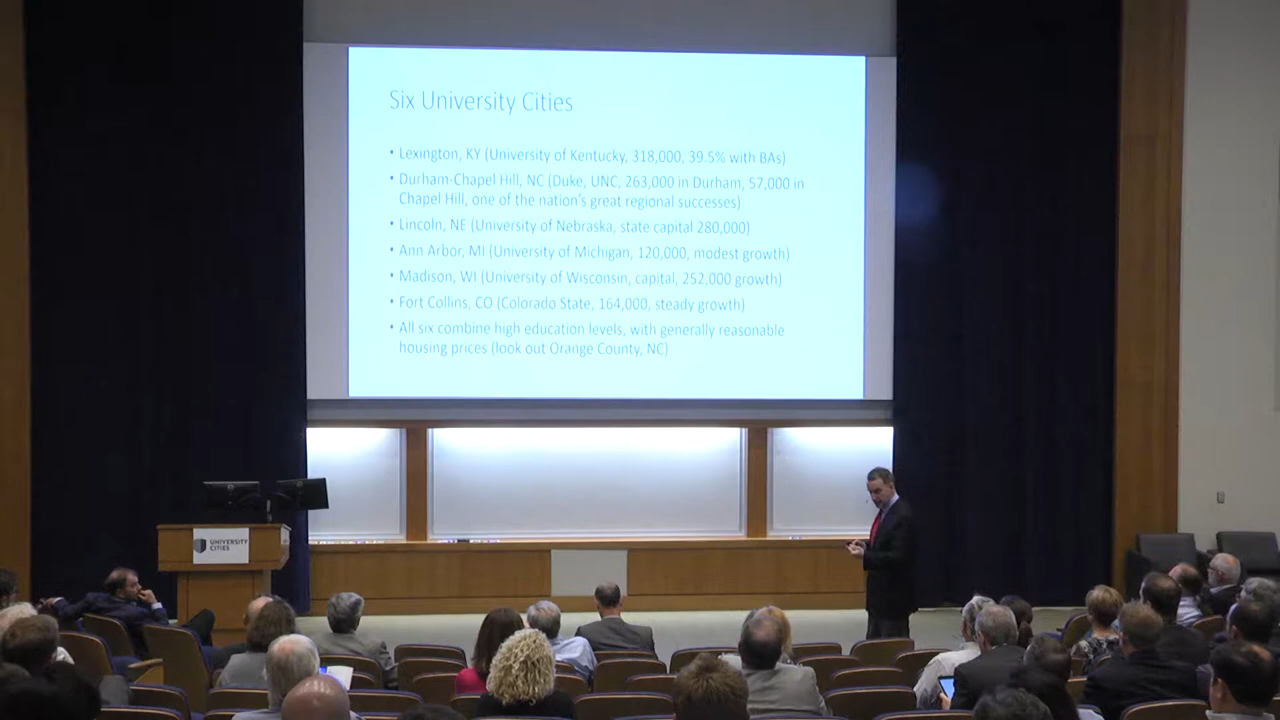 Six University Cities
• Lexington, KY (University of Kentucky, 318,000, 39.5% with BAs)
• Durham-Chapel Hill, NC (Duke, UNC, 263,000 in Durham, 57,000 in
Chapel Hill, one of the nation's great regional successes)
• Lincoln, NE (University of Nebraska, state capital 280,000)
• Ann Arbor, MI (University of Michigan, 120,000, modest growth)
• Madison, WI (University of Wisconsin, capital, 252,000 growth)
• Fort Collins, CO (Colorado State, 164,000, steady growth)
• All six combine high education levels, with generally reasonable
housing prices (look out Orange County, NC)
UNIVERSITY
CITIES